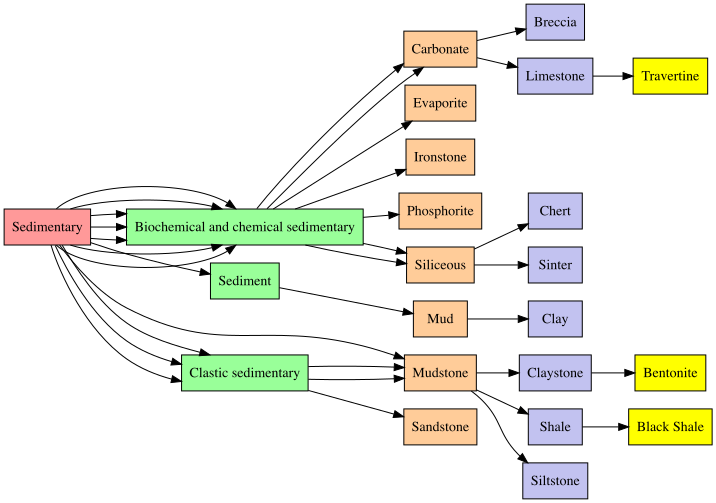 Breccia
Carbonate
Limestone
Travertine
Evaporite
Ironstone
Phosphorite
Chert
Sedimentary
Biochemical and chemical sedimentary
Siliceous
Sinter
Sediment
Mud
Clay
Clastic sedimentary
Mudstone
Claystone
Bentonite
Sandstone
Shale
Black Shale
Siltstone